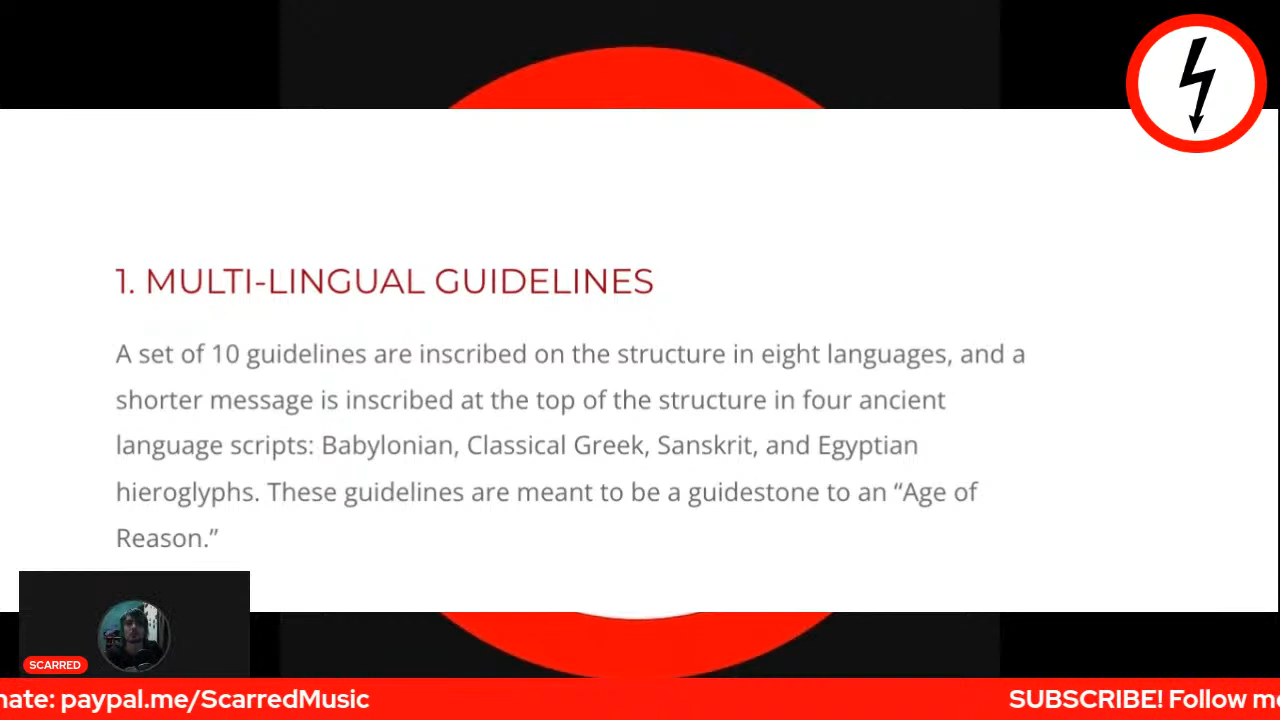 1. MULTI-LINGUAL GUIDELINES
A set of 10 guidelines are inscribed on the structure in eight languages, and a
shorter message is inscribed at the top of the structure in four ancient
language scripts: Babylonian, Classical Greek, Sanskrit, and Egyptian
hieroglyphs. These guidelines are meant to be a guidestone to an “Age of
Reason.”
SCARRED
nate: paypal.me/ScarredMusic SUBSCRIBE! Follow me